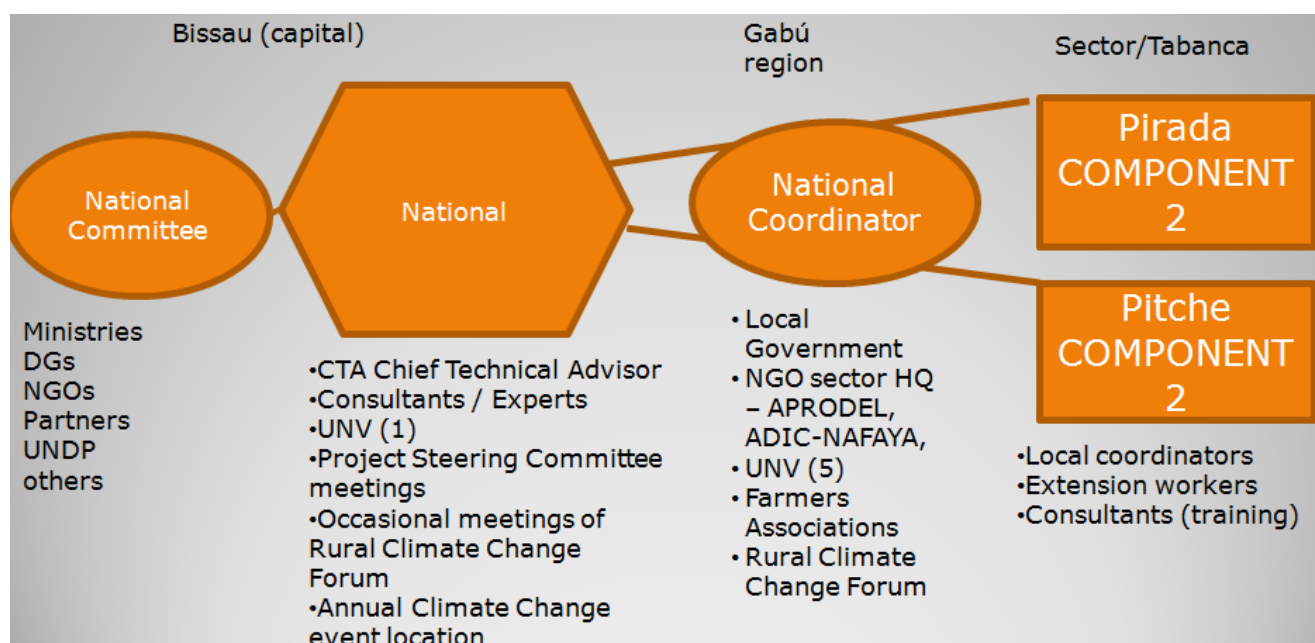 Bissau (capital)
Gabú
region
Sector/Tabanca
National
Committee
National
National
Coordinator
Pirada
COMPONENT
2
Pitche
COMPONENT
2
Ministries
DGs
NGOs
Partners
UNDP
others
•CTA Chief Technical Advisor
•Consultants / Experts
•UNV (1)
•Project Steering Committee
meetings
•Occasional meetings of
Rural Climate Change
Forum
•Annual Climate Change
event location
• Local
Government
• NGO sector HQ
– APRODEL,
ADIC-NAFAYA,
• UNV (5)
• Farmers
Associations
• Rural Climate
Change Forum
•Local coordinators
•Extension workers
•Consultants (training)